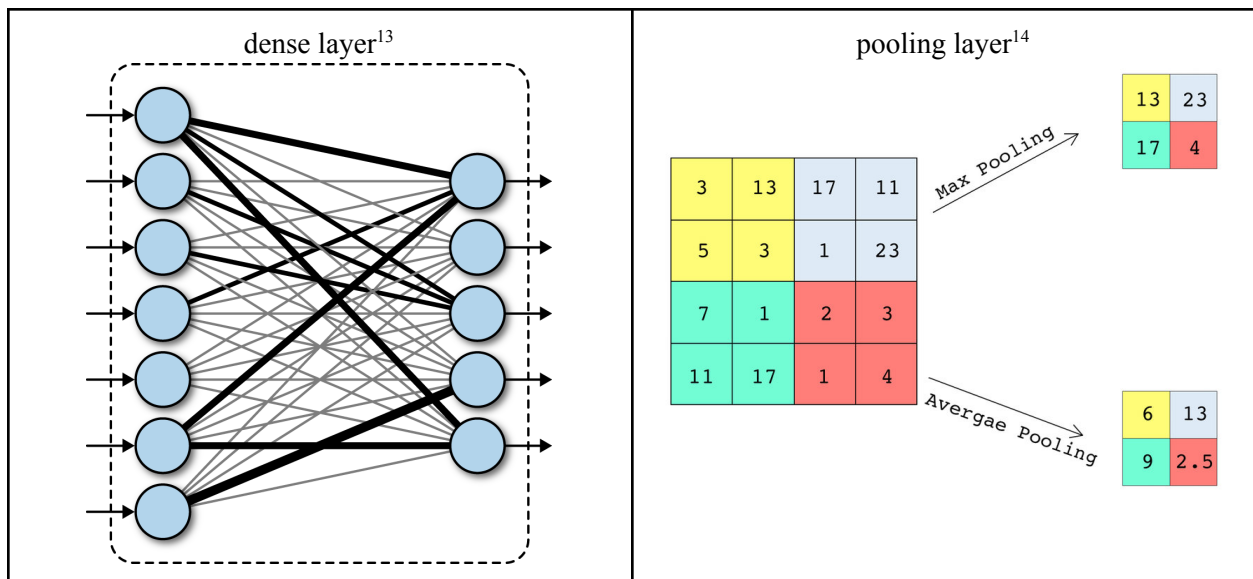 dense layer13
pooling layer14
13 23
17 4
Max Pooling
3 13 17 11
5 3 1 23
7 1 2 3
11 17 1 4
Avergae Pooling
6 13
9 2.5